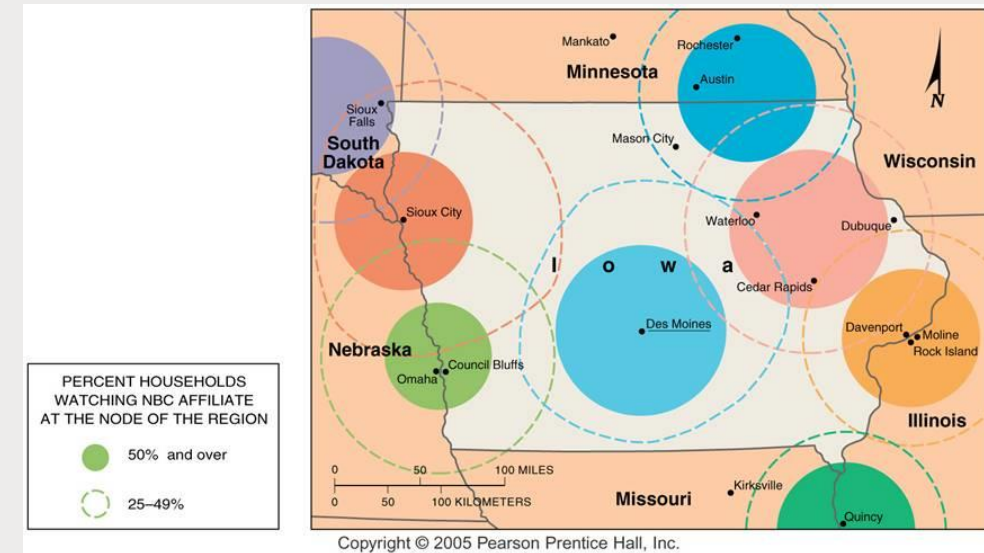 Mankato
Rochester
Minnesota
Austin
N
Sioux
Falls
South
Dakota
Mason City
Wisconsin
Sioux City
Waterloo
Dubuque
I o w a
Cedar Rapids
Des Moines
Davenport
Moline
Rock Island
Nebraska
Council Bluffs
Omaha
Illinois
PERCENT HOUSEHOLDS
WATCHING NBC AFFILIATE
AT THE NODE OF THE REGION
50% and over
25–49%
0 50 100 MILES
0 50 100 KILOMETERS
Missouri
Kirksville
Quincy
Copyright © 2005 Pearson Prentice Hall, Inc.